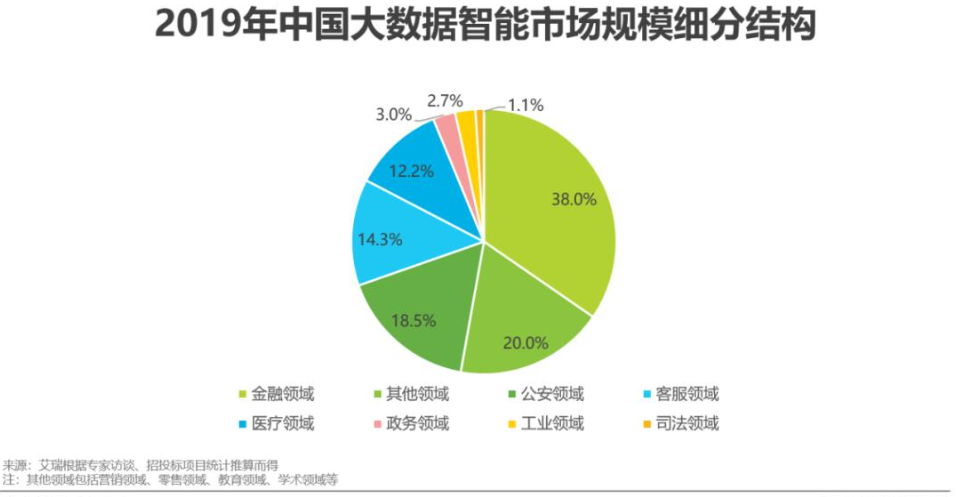 2019年中国大数据智能市场规模细分结构
2.7%
1.1%
3.0%
12.2%
38.0%
14.3%
18.5%
20.0%
金融领域 其他领域 公安领域 客服领域
医疗领域 政务领域 工业领域 司法领域
来源：艾瑞根据专家访谈、招投标项目统计推算而得
注：其他领域包括营销领域、零售领域、教育领域、学术领域等